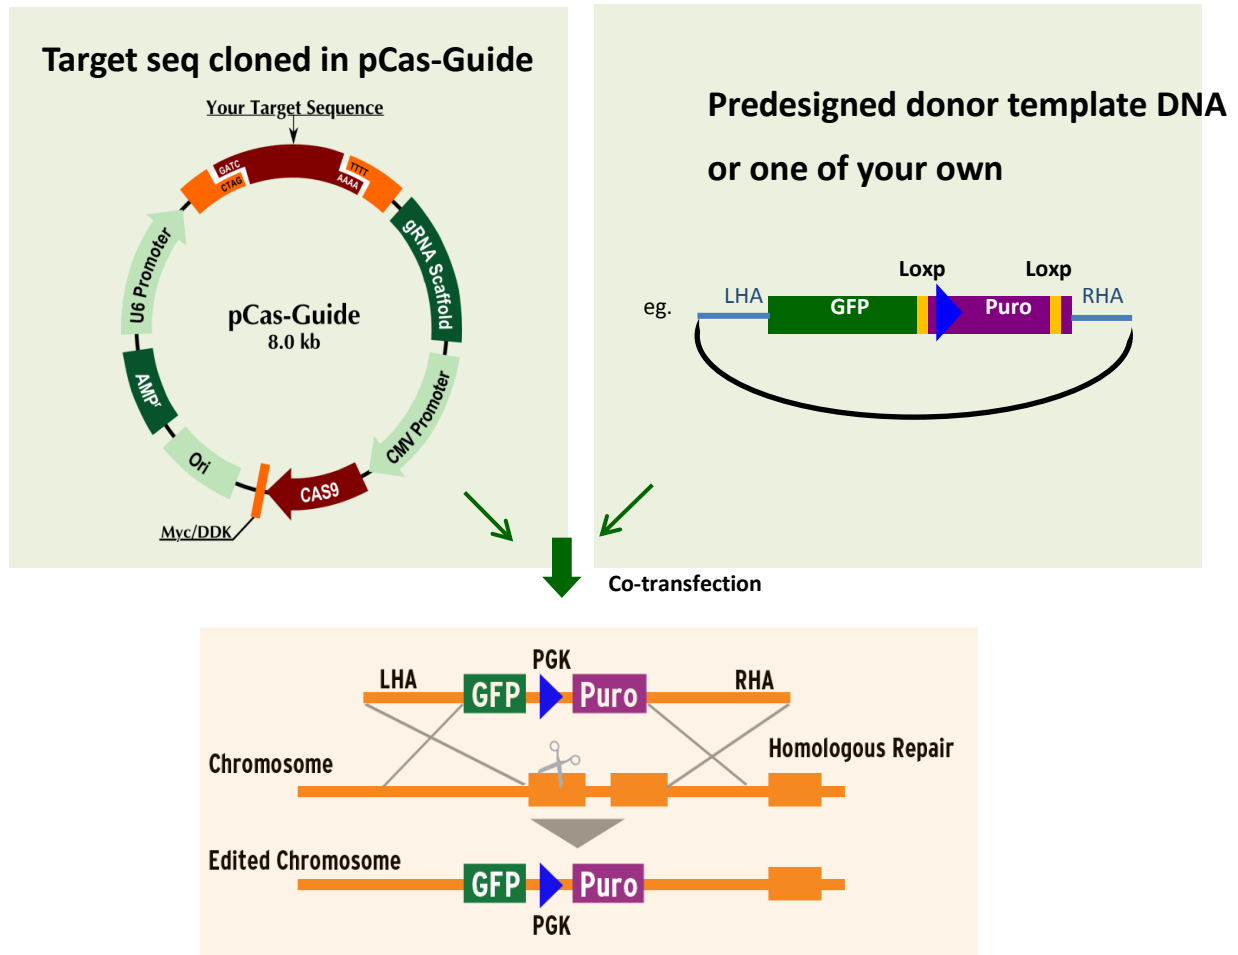 Target seq cloned in pCas-Guide
Your Target Sequence
GATC
CTAG
TTTT
AAAA
U6 Promoter
gRNA Scaffold
pCas-Guide
8.0 kb
AMPr
CMV Promoter
Ori
CAS9
Myc/DDK
Predesigned donor template DNA
or one of your own
Loxp Loxp
eg. LHA GFP Puro RHA
Co-transfection
PGK
LHA GFP Puro RHA
Chromosome Homologous Repair
Edited Chromosome
GFP Puro
PGK